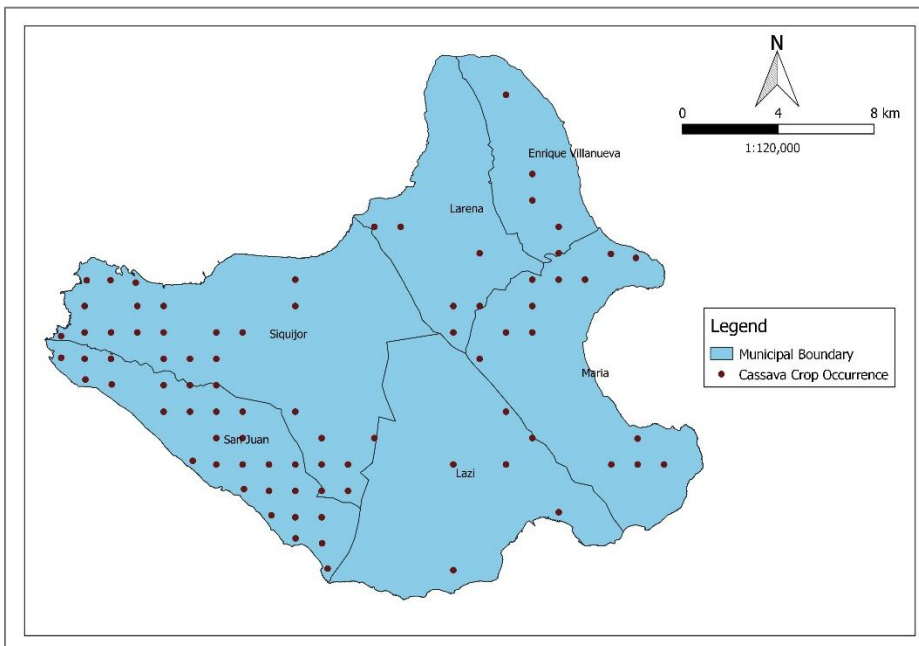 N
0 4 8 km
1:120,000
Enrique Villanueva
Larena
Siquijor
Legend
Municipal Boundary
Cassava Crop Occurrence
Maria
San Juan
Lazi